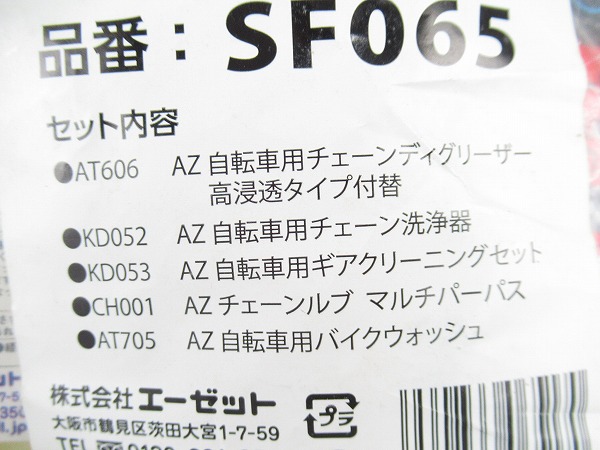 品番：SF065
セット内容
●AT606 AZ 自転車用チェーンディグリーザー
高浸透タイプ付替
●KD052 AZ 自転車用チェーン洗浄器
●KD053 AZ 自転車用ギアクリーニングセット
●CH001 AZ チェーンルブ マルチパーパス
●AT705 AZ 自転車用バイクウォッシュ
株式会社 エーゼット
大阪市鶴見区茨田大宮1-7-59
TEL
プラ